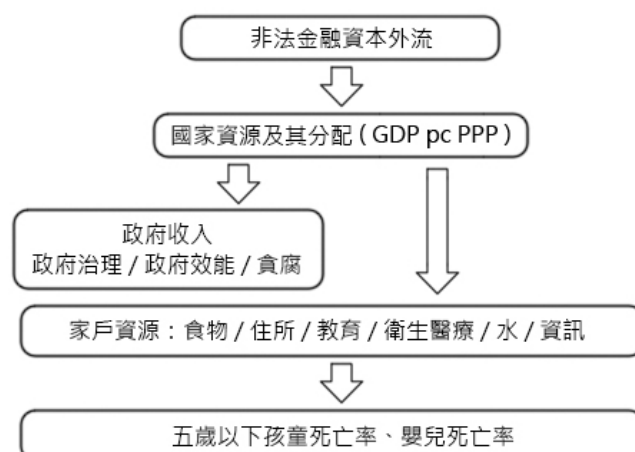 非法金融資本外流
國家資源及其分配 ( GDP pc PPP )
政府收入
政府治理 / 政府效能 / 貪腐
家戶資源：食物 / 住所 / 教育 / 衛生醫療 / 水 / 資訊
五歲以下孩童死亡率、嬰兒死亡率